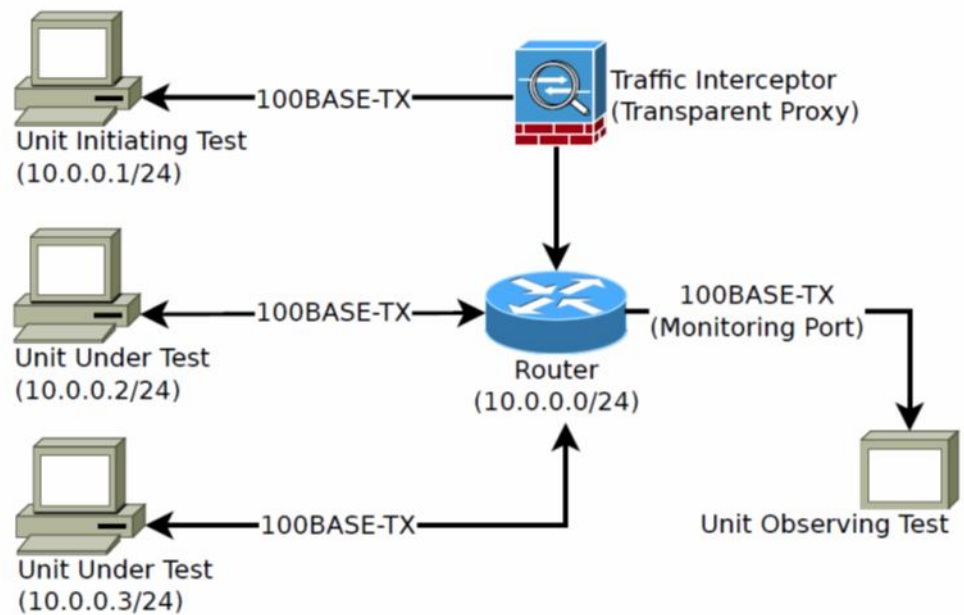 100BASE-TX
Traffic Interceptor
(Transparent Proxy)
Unit Initiating Test
(10.0.0.1/24)
100BASE-TX
100BASE-TX
(Monitoring Port)
Unit Under Test
(10.0.0.2/24)
Router
(10.0.0.0/24)
100BASE-TX
Unit Observing Test
Unit Under Test
(10.0.0.3/24)